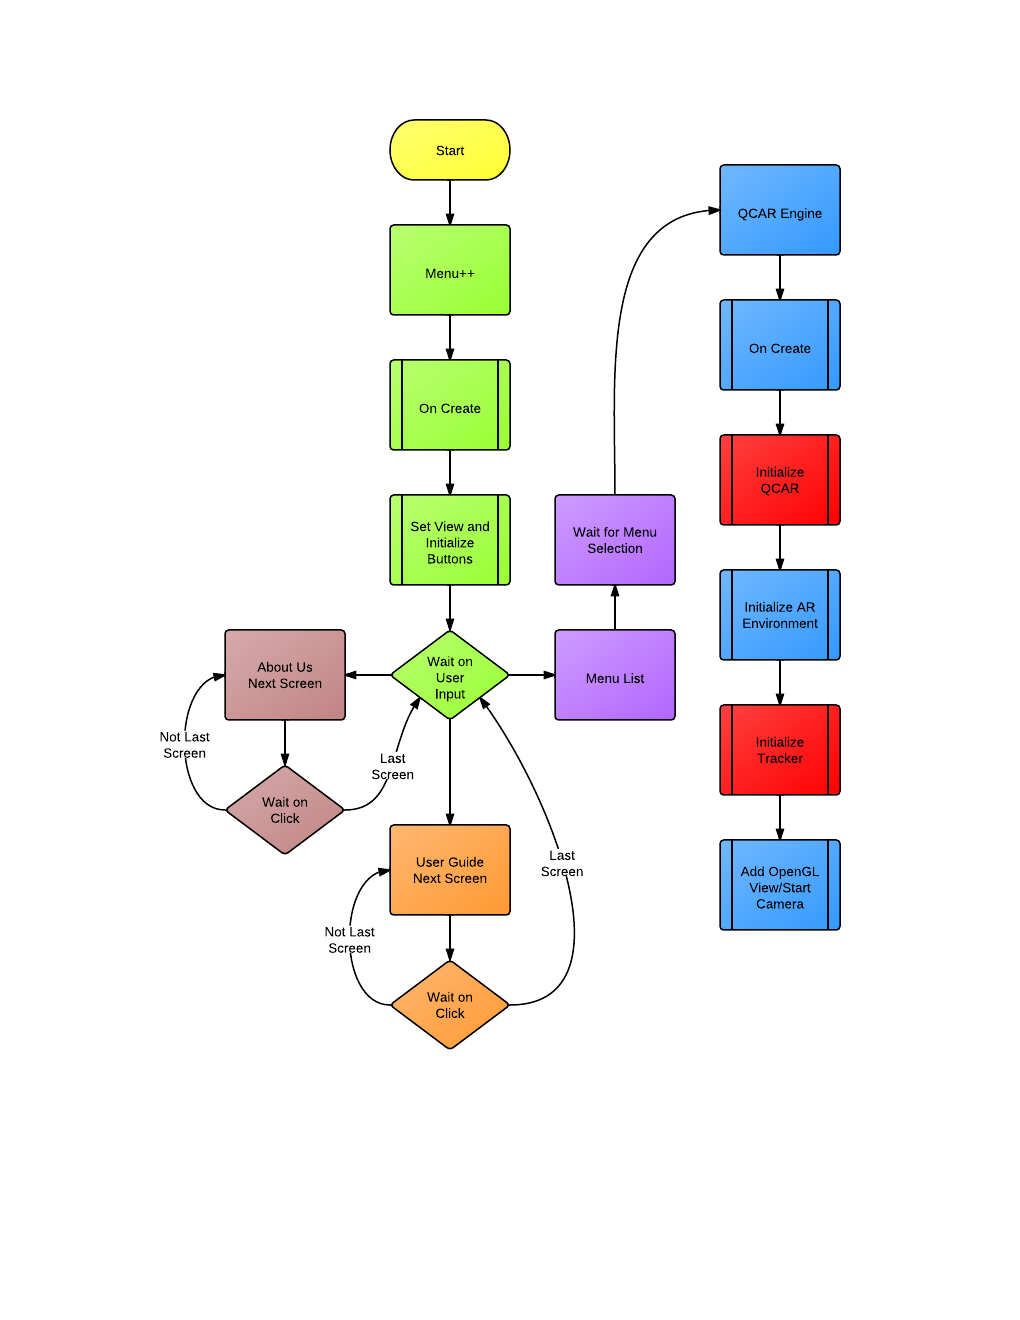 Start
Menu++
On Create
Set View and
Initialize
Buttons
Wait on
User
Input
About Us
Next Screen
Not Last
Screen
Wait on
Click
Last
Screen
User Guide
Next Screen
Not Last
Screen
Wait on
Click
Last
Screen
Menu List
Wait for Menu
Selection
QCAR Engine
On Create
Initialize
QCAR
Initialize AR
Environment
Initialize
Tracker
Add OpenGL
View/Start
Camera